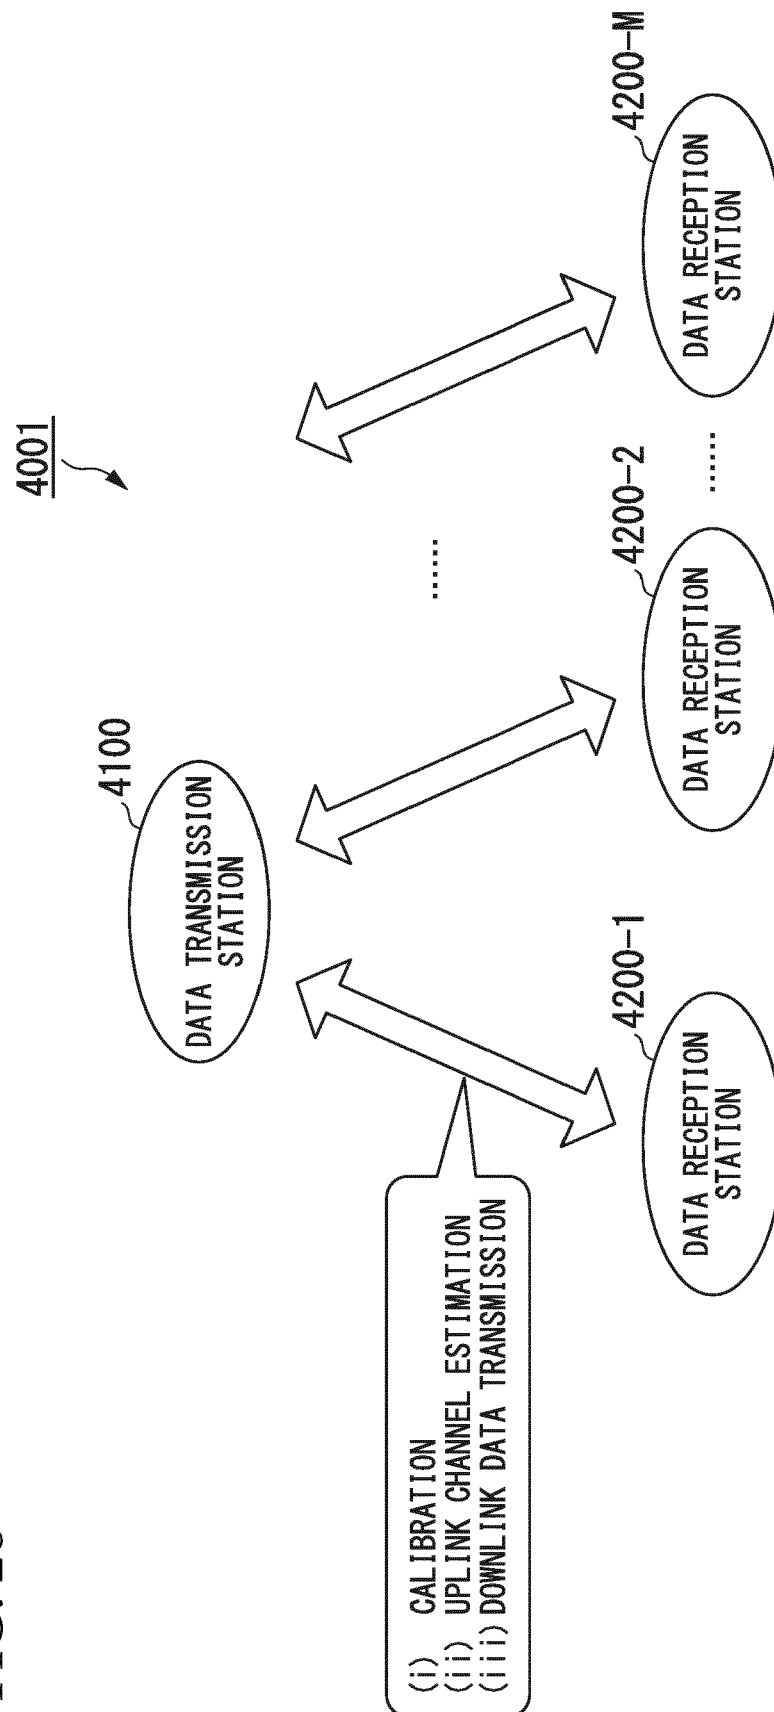 4001
4100
DATA TRANSMISSION
STATION
(i) CALIBRATION
(ii) UPLINK CHANNEL ESTIMATION
(iii) DOWNLINK DATA TRANSMISSION
......
4200-1
DATA RECEPTION
STATION
4200-2
DATA RECEPTION
STATION
......
4200-M
DATA RECEPTION
STATION